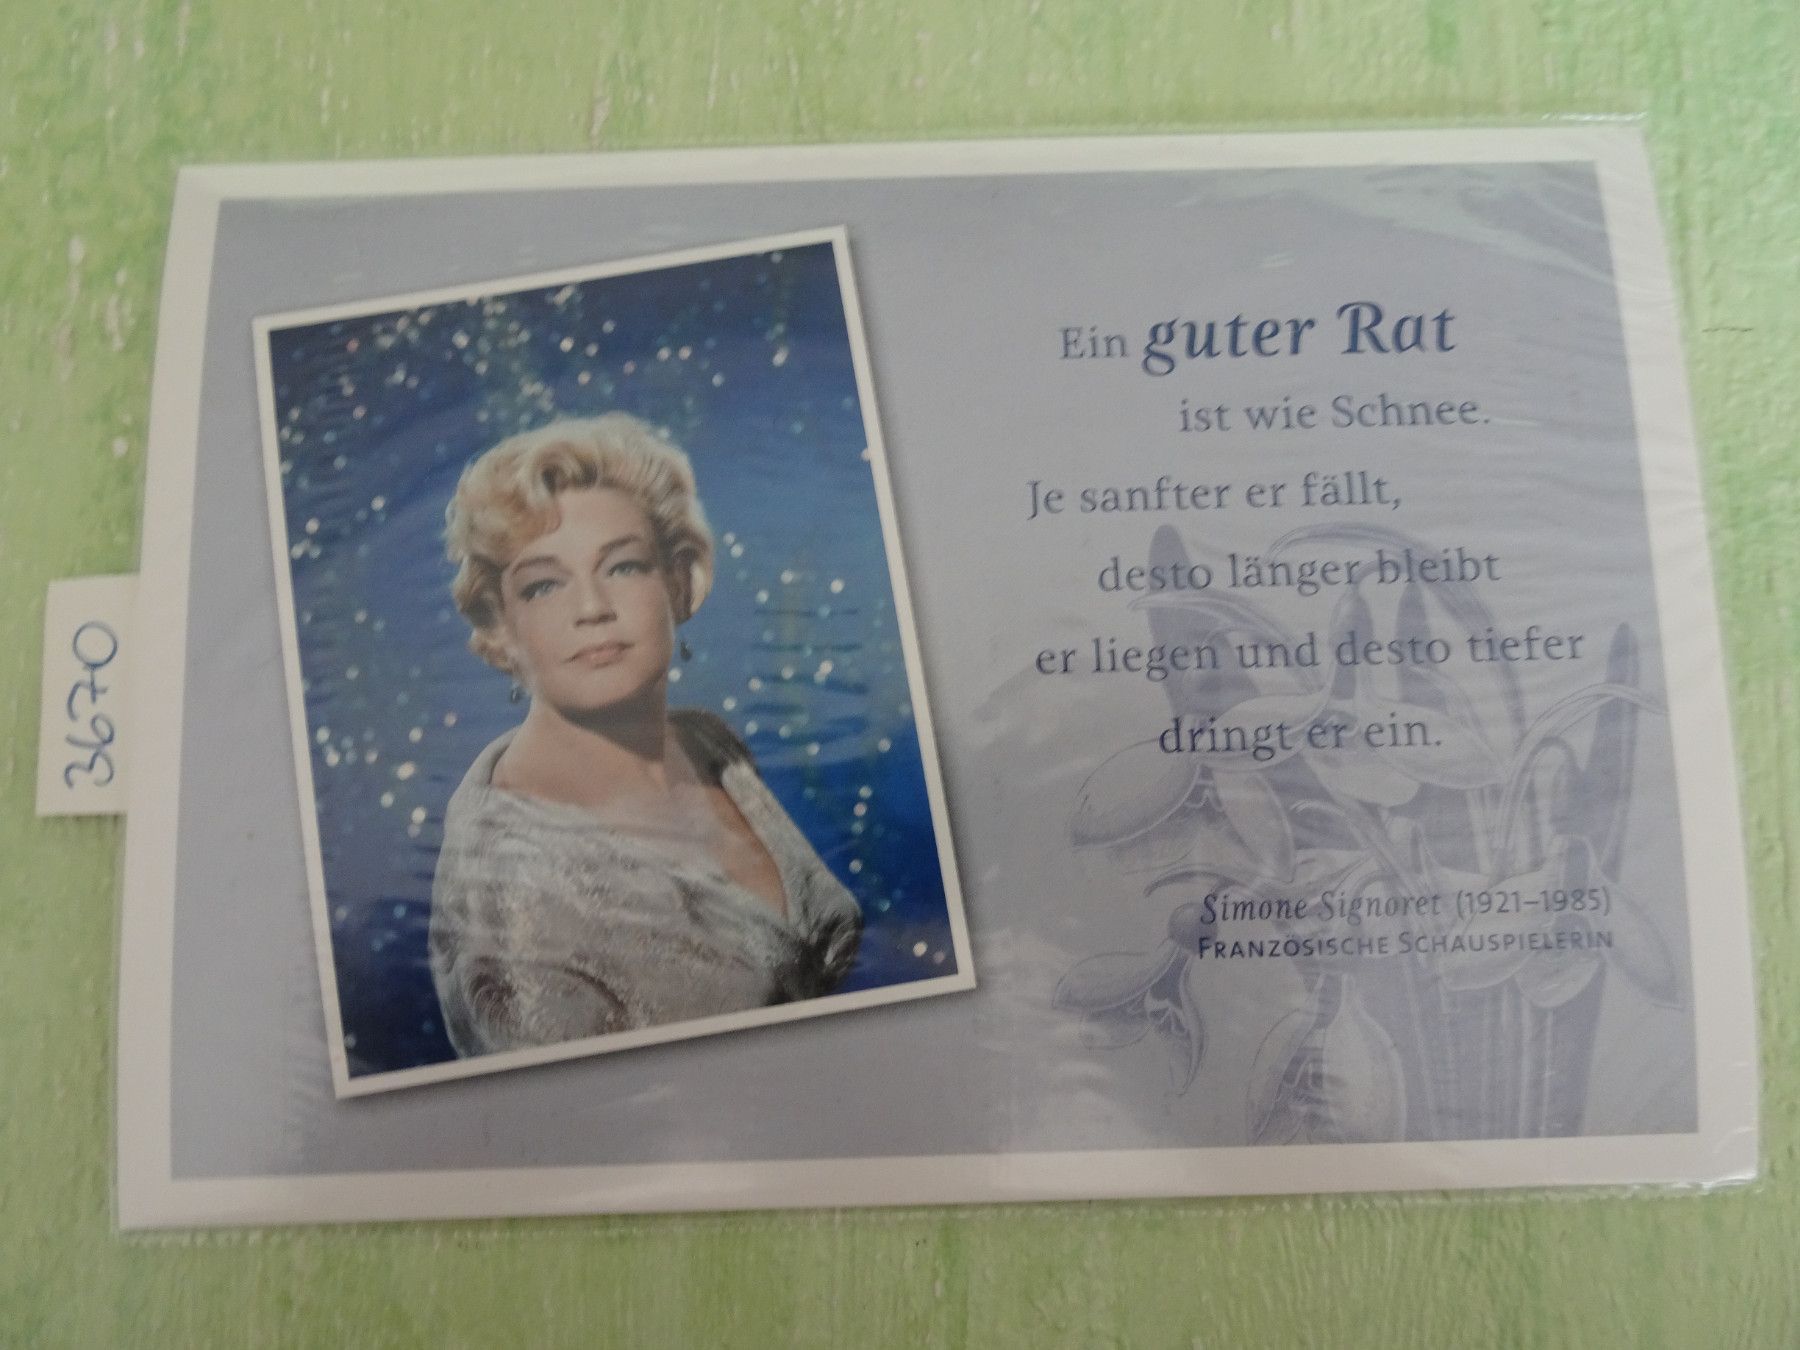 3670
Ein guter Rat
ist wie Schnee.
Je sanfter er fällt,
desto länger bleibt
er liegen und desto tiefer
dringt er ein.
Simone Signoret (1921–1985)
FRANZÖSISCHE SCHAUSPIELERIN